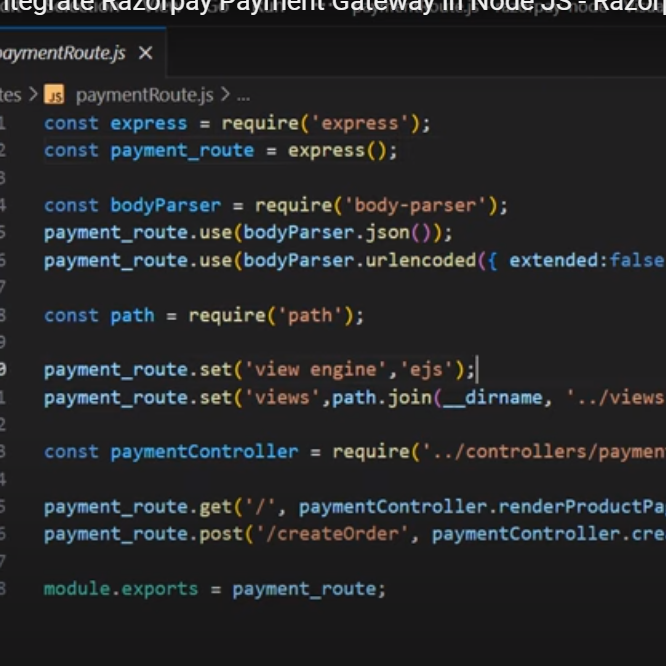 ntegrate Razorpay Payment Gateway in Node JS - Razorp
paymentRoute.js ×
tes > JS paymentRoute.js > ...
1 const express = require('express');
2 const payment_route = express();
3
4 const bodyParser = require('body-parser');
5 payment_route.use(bodyParser.json());
6 payment_route.use(bodyParser.urlencoded({ extended:false
7
8 const path = require('path');
9
0 payment_route.set('view engine','ejs');
1 payment_route.set('views',path.join(__dirname, '../views
2
3 const paymentController = require('../controllers/paymen
4
5 payment_route.get('/', paymentController.renderProductPa
6 payment_route.post('/createOrder', paymentController.cre
7
8 module.exports = payment_route;